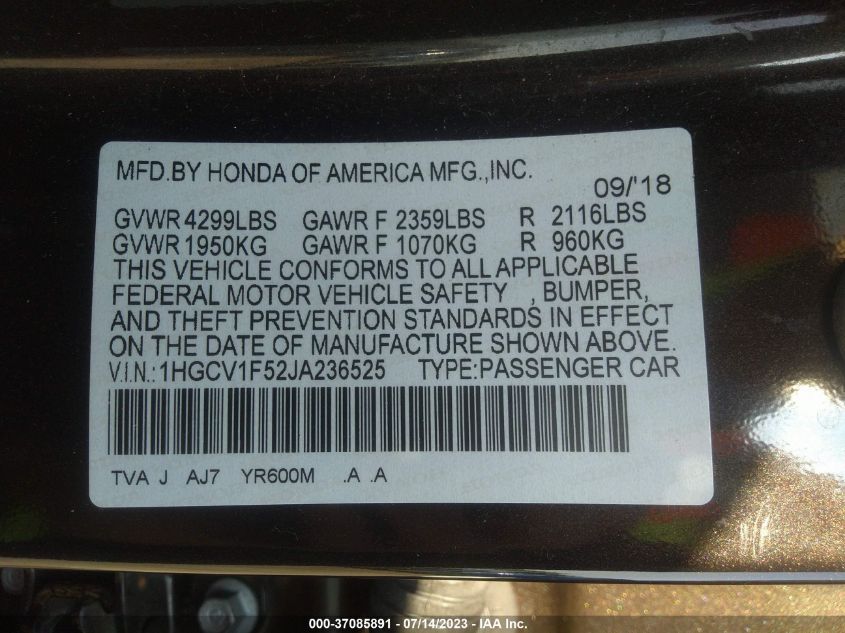 MFD.BY HONDA OF AMERICA MFG.,INC.
09/'18
GVWR 4299LBS GAWR F 2359LBS R 2116LBS
GVWR 1950KG GAWR F 1070KG R 960KG
THIS VEHICLE CONFORMS TO ALL APPLICABLE
FEDERAL MOTOR VEHICLE SAFETY , BUMPER,
AND THEFT PREVENTION STANDARDS IN EFFECT
ON THE DATE OF MANUFACTURE SHOWN ABOVE.
V.I.N.:1HGCV1F52JA236525 TYPE:PASSENGER CAR
TVA J AJ7 YR600M .A .A
000-37085891 - 07/14/2023 - IAA Inc.